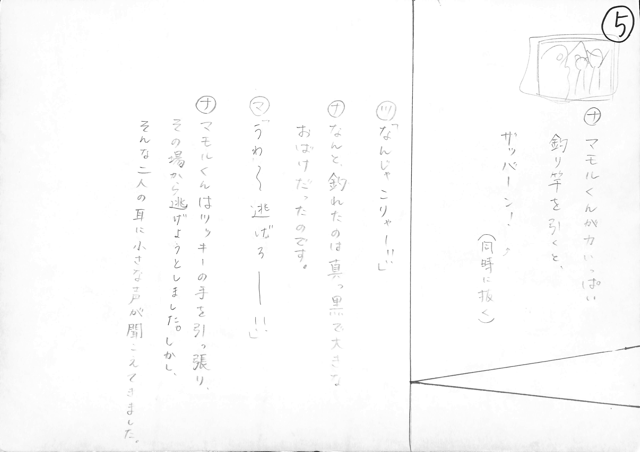 ⑤
ナ マモルくんが力いっぱい
釣り竿を引くと、
ザッバーン！
(同時に抜く)
ツ「なんじゃこりゃー!!」
ナ なんと、釣れたのは真っ黒で大きな
おばけだったのです。
マ「うわ〜逃げろー!!」
ナ マモルくんはツッキーの手を引っ張り、
その場から逃げようとしました。しかし、
そんな二人の耳に小さな声が聞こえてきました。